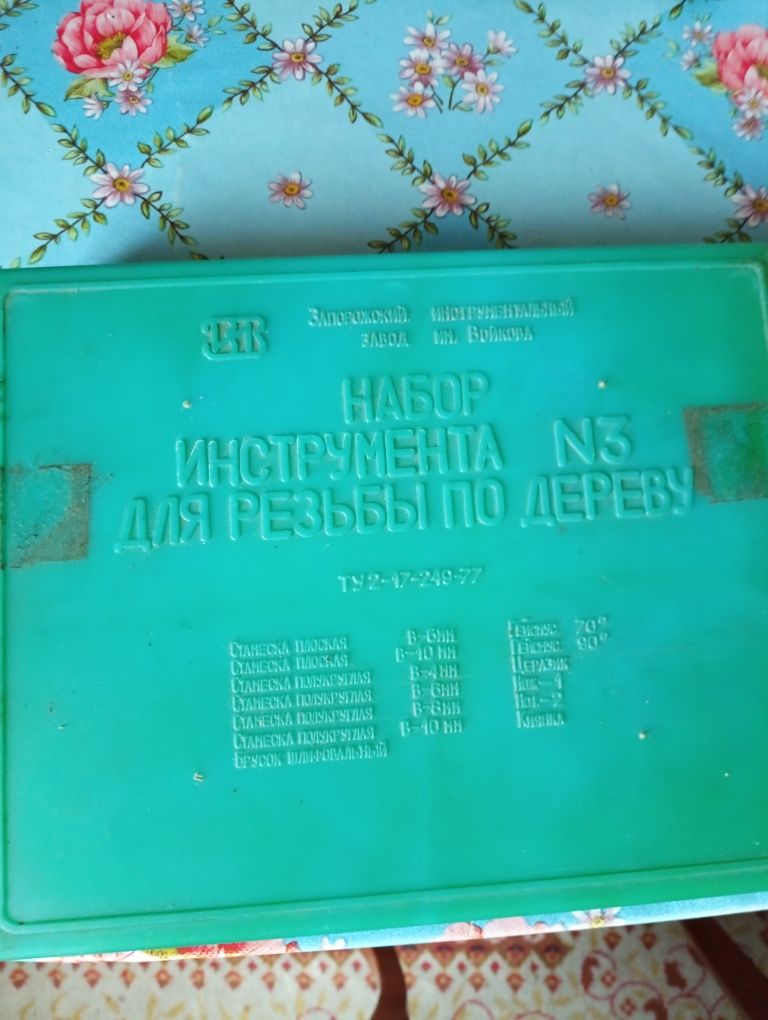 Запорожский инструментальный
завод им. Войкова
НАБОР
ИНСТРУМЕНТА N3
ДЛЯ РЕЗЬБЫ ПО ДЕРЕВУ
ТУ2-17-249-77
Стамеска плоская В-6мм
Стамеска плоская В-10мм
Стамеска полукруглая В-4мм
Стамеска полукруглая В-6мм
Стамеска полукруглая В-8мм
Стамеска полукруглая В-10мм
Брусок шлифовальный
Гейсмус 70°
Гейсмус 90°
Церазик
Нож-1
Нож-2
Киянка